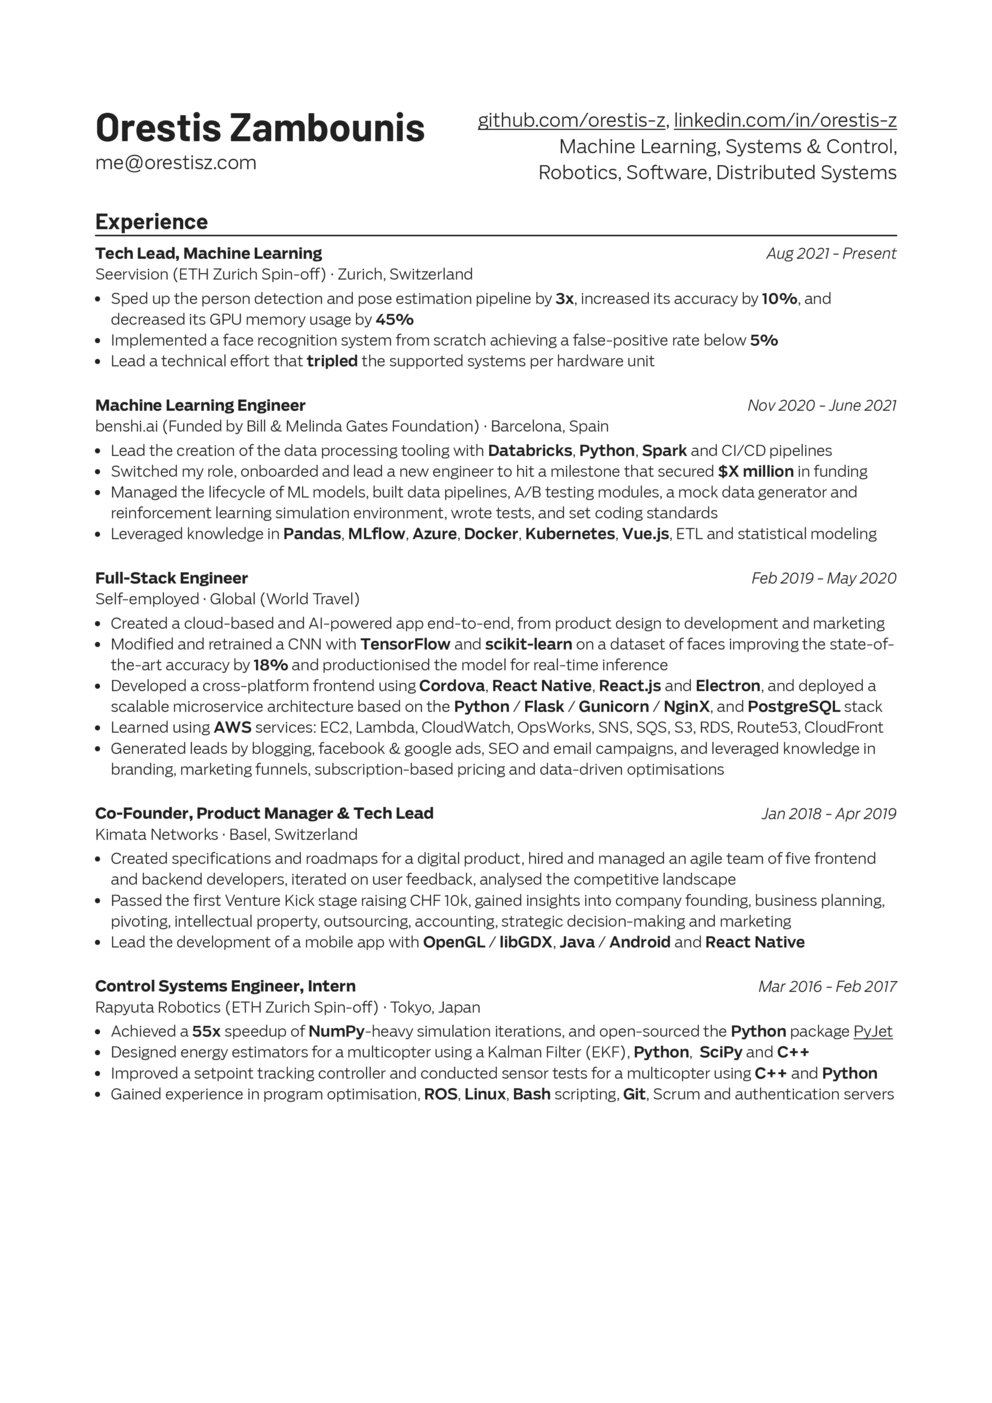 Orestis Zambounis
me@orestisz.com
github.com/orestis-z, linkedin.com/in/orestis-z
Machine Learning, Systems & Control,
Robotics, Software, Distributed Systems
Experience
Tech Lead, Machine Learning Aug 2021 - Present
Seervision (ETH Zurich Spin-off) · Zurich, Switzerland
• Sped up the person detection and pose estimation pipeline by 3x, increased its accuracy by 10%, and
decreased its GPU memory usage by 45%
• Implemented a face recognition system from scratch achieving a false-positive rate below 5%
• Lead a technical effort that tripled the supported systems per hardware unit
Machine Learning Engineer Nov 2020 - June 2021
benshi.ai (Funded by Bill & Melinda Gates Foundation) · Barcelona, Spain
• Lead the creation of the data processing tooling with Databricks, Python, Spark and CI/CD pipelines
• Switched my role, onboarded and lead a new engineer to hit a milestone that secured $X million in funding
• Managed the lifecycle of ML models, built data pipelines, A/B testing modules, a mock data generator and
reinforcement learning simulation environment, wrote tests, and set coding standards
• Leveraged knowledge in Pandas, MLflow, Azure, Docker, Kubernetes, Vue.js, ETL and statistical modeling
Full-Stack Engineer Feb 2019 - May 2020
Self-employed · Global (World Travel)
• Created a cloud-based and AI-powered app end-to-end, from product design to development and marketing
• Modified and retrained a CNN with TensorFlow and scikit-learn on a dataset of faces improving the state-of-
the-art accuracy by 18% and productionised the model for real-time inference
• Developed a cross-platform frontend using Cordova, React Native, React.js and Electron, and deployed a
scalable microservice architecture based on the Python / Flask / Gunicorn / NginX, and PostgreSQL stack
• Learned using AWS services: EC2, Lambda, CloudWatch, OpsWorks, SNS, SQS, S3, RDS, Route53, CloudFront
• Generated leads by blogging, facebook & google ads, SEO and email campaigns, and leveraged knowledge in
branding, marketing funnels, subscription-based pricing and data-driven optimisations
Co-Founder, Product Manager & Tech Lead Jan 2018 - Apr 2019
Kimata Networks · Basel, Switzerland
• Created specifications and roadmaps for a digital product, hired and managed an agile team of five frontend
and backend developers, iterated on user feedback, analysed the competitive landscape
• Passed the first Venture Kick stage raising CHF 10k, gained insights into company founding, business planning,
pivoting, intellectual property, outsourcing, accounting, strategic decision-making and marketing
• Lead the development of a mobile app with OpenGL / libGDX, Java / Android and React Native
Control Systems Engineer, Intern Mar 2016 - Feb 2017
Rapyuta Robotics (ETH Zurich Spin-off) · Tokyo, Japan
• Achieved a 55x speedup of NumPy-heavy simulation iterations, and open-sourced the Python package PyJet
• Designed energy estimators for a multicopter using a Kalman Filter (EKF), Python, SciPy and C++
• Improved a setpoint tracking controller and conducted sensor tests for a multicopter using C++ and Python
• Gained experience in program optimisation, ROS, Linux, Bash scripting, Git, Scrum and authentication servers